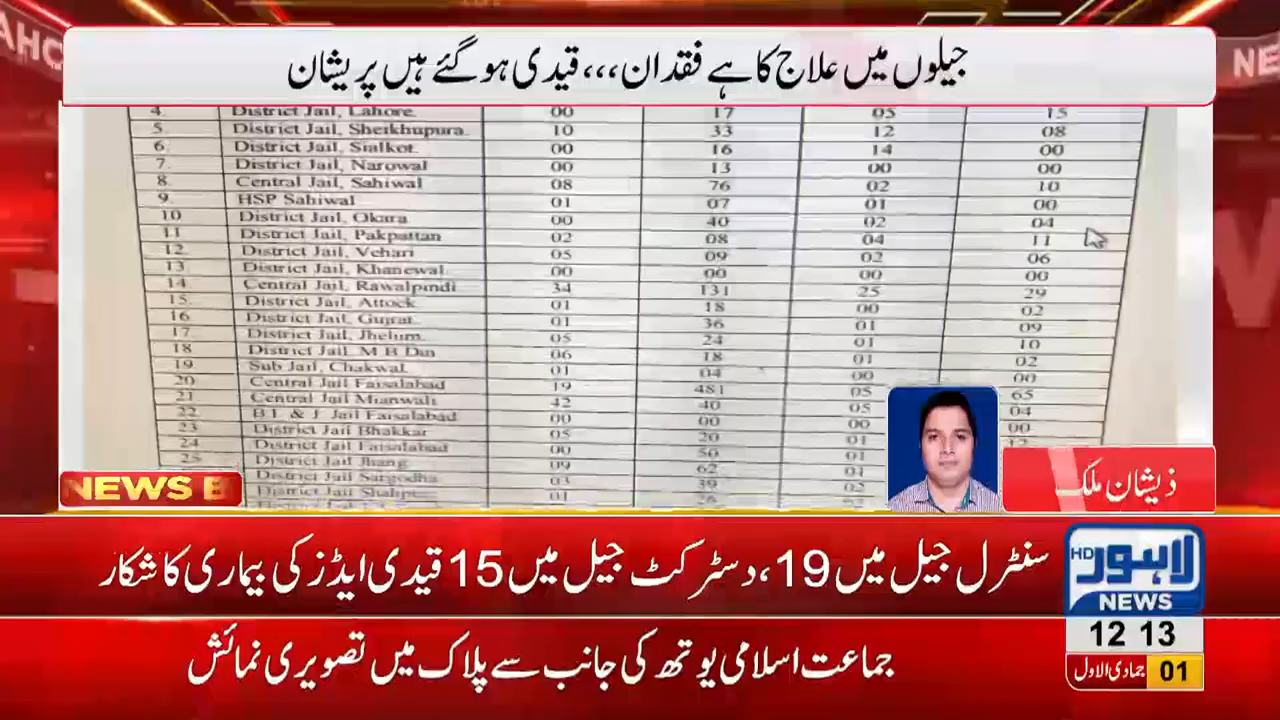 جیلوں میں علاج کا ہے فقدان،،،قیدی ہو گئے ہیں پریشان
4. District Jail, Lahore 00 17 05 15
5. District Jail, Sheikhupura 10 33 12 08
6. District Jail, Sialkot 00 16 14 00
7. District Jail, Narowal 00 13 00 00
8. Central Jail, Sahiwal 08 76 02 10
9. HSP Sahiwal 01 07 01 00
10 District Jail, Okara 00 40 02 04
11 District Jail, Pakpattan 02 08 04 11
12. District Jail, Vehari 05 09 02 06
13. District Jail, Khanewal 00 00 00 00
14. Central Jail, Rawalpindi 34 131 25 29
15. District Jail, Attock 01 18 00 02
16 District Jail, Gujrat 01 36 01 09
17 District Jail, Jhelum 05 24 01 10
18 District Jail, M B Din 06 18 01 02
19 Sub Jail, Chakwal 01 04 00 00
20 Central Jail Faisalabad 19 481 05 65
21 Central Jail Mianwali 42 40 05 04
22 B I & J Jail Faisalabad 00 00 00 00
23 District Jail Bhakkar 05 20 01 12
24 District Jail Faisalabad 00 50 01
25 District Jail Jhang 09 62 01
District Jail Sargodha 03 39 02
District Jail 01 26
ذیشان ملک
NEWS B
سنٹرل جیل میں 19، دسٹرکٹ جیل میں 15 قیدی ایڈز کی بیماری کا شکار
لاہور HD
NEWS
جماعت اسلامی یوتھ کی جانب سے پلاک میں تصویری نمائش
12 13
01 جمادی الاول